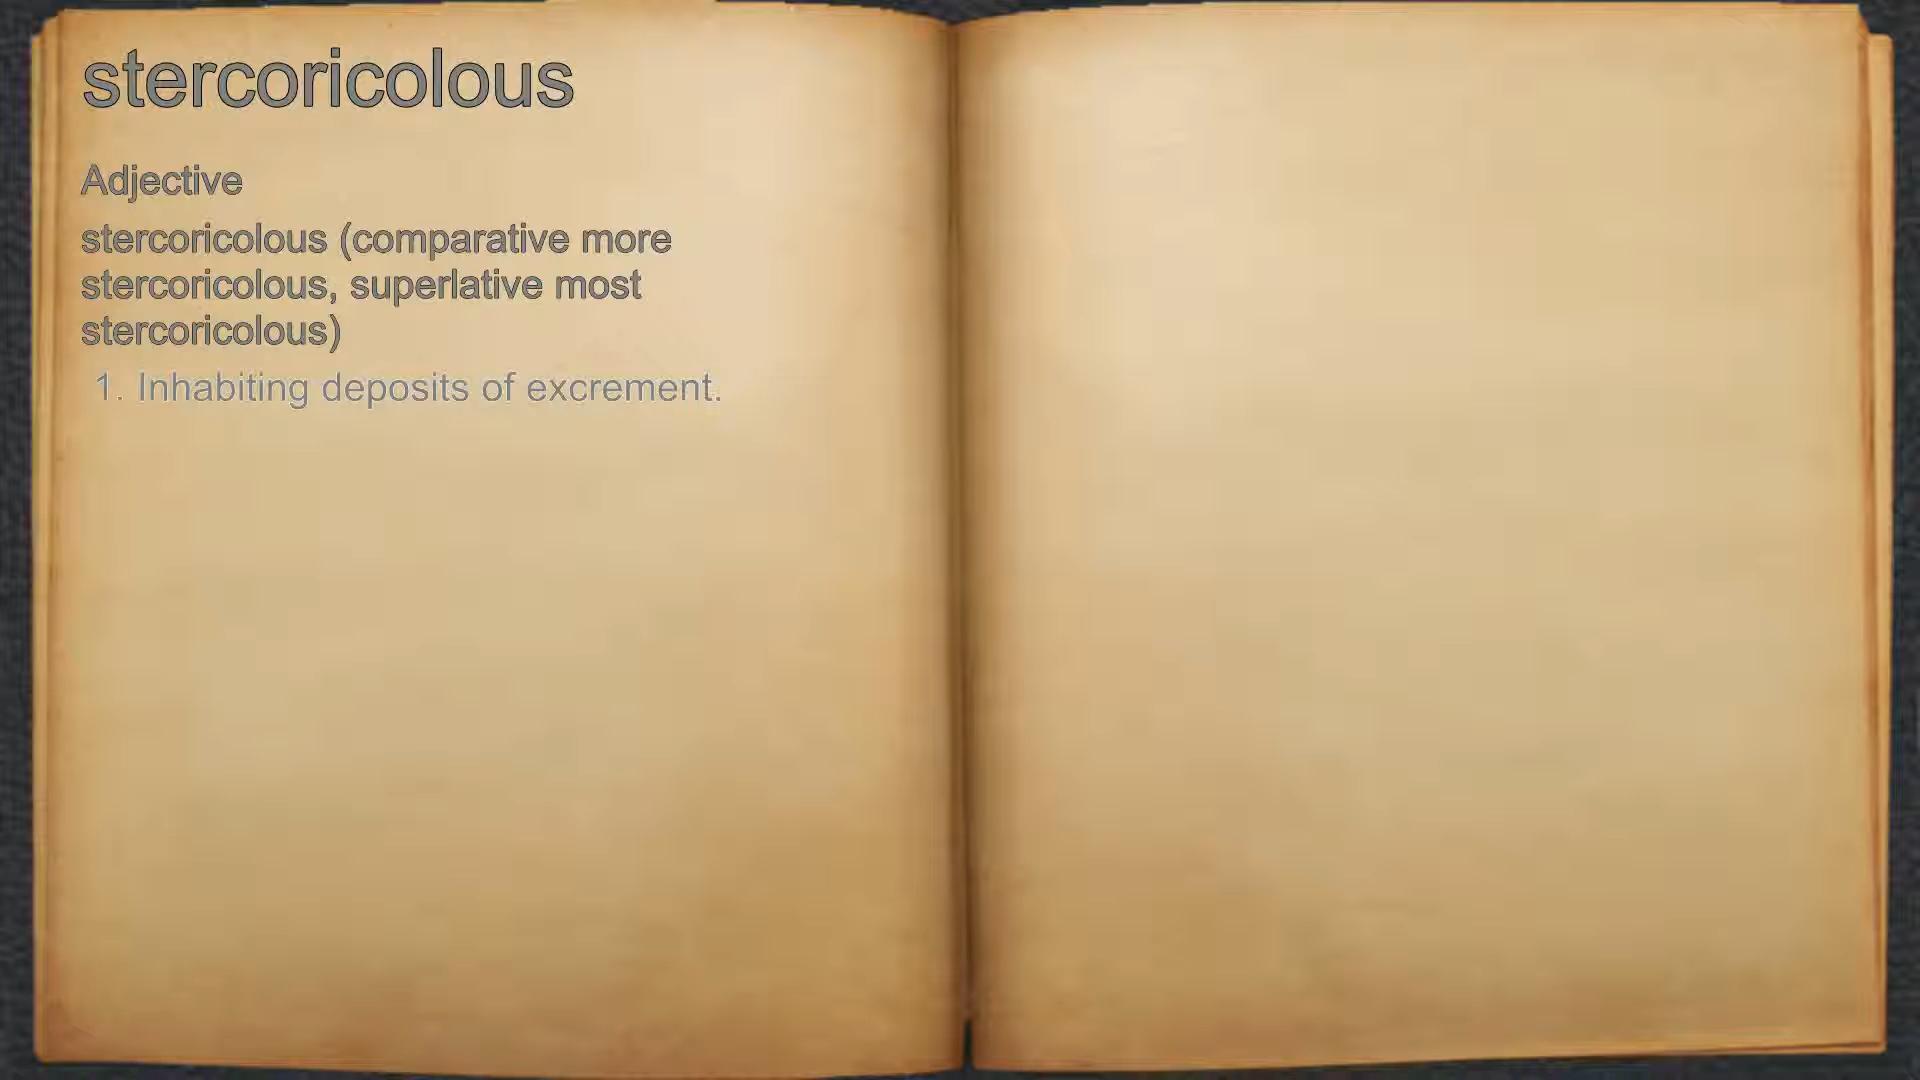 stercoricolous
Adjective
stercoricolous (comparative more
stercoricolous, superlative most
stercoricolous)
1. Inhabiting deposits of excrement.